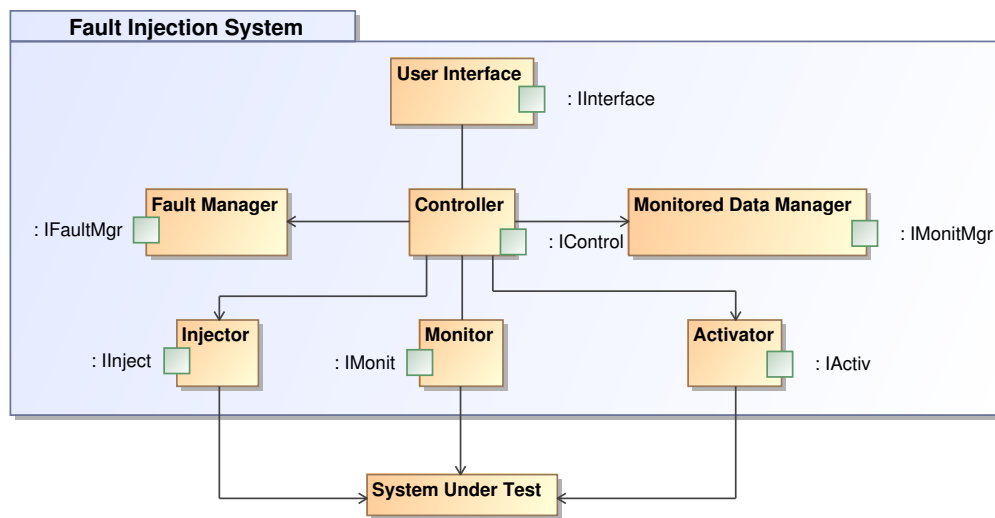 Fault Injection System
User Interface
: IInterface
Fault Manager
: IFaultMgr
Controller
: IControl
Monitored Data Manager
: IMonitMgr
Injector
: IInject
Monitor
: IMonit
Activator
: IActiv
System Under Test